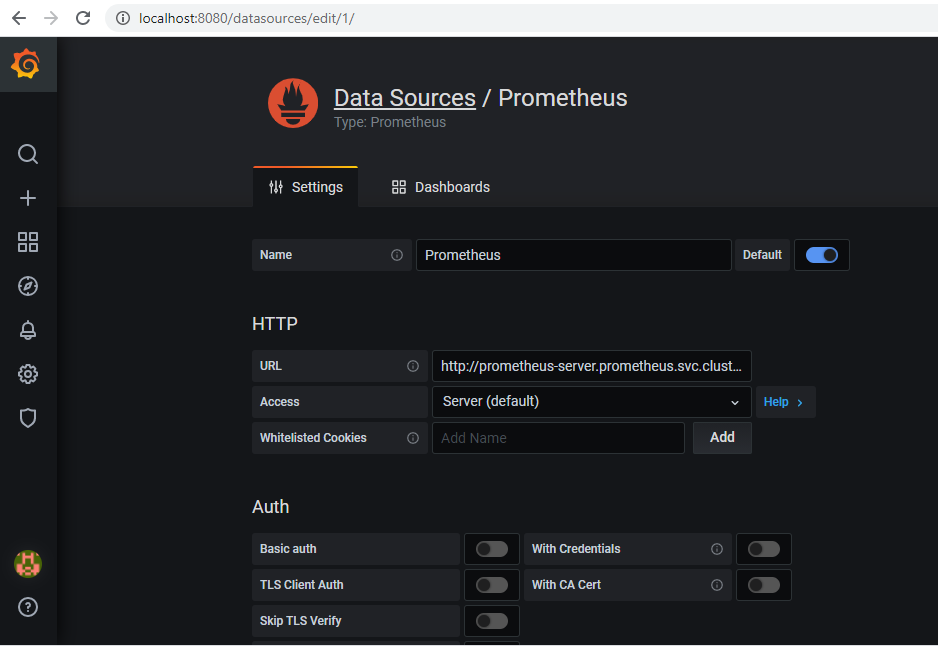 localhost:8080/datasources/edit/1/
Data Sources / Prometheus
Type: Prometheus
Settings Dashboards
Name Prometheus Default
HTTP
URL http://prometheus-server.prometheus.svc.clust...
Access Server (default) Help >
Whitelisted Cookies Add Name Add
Auth
Basic auth With Credentials
TLS Client Auth With CA Cert
Skip TLS Verify